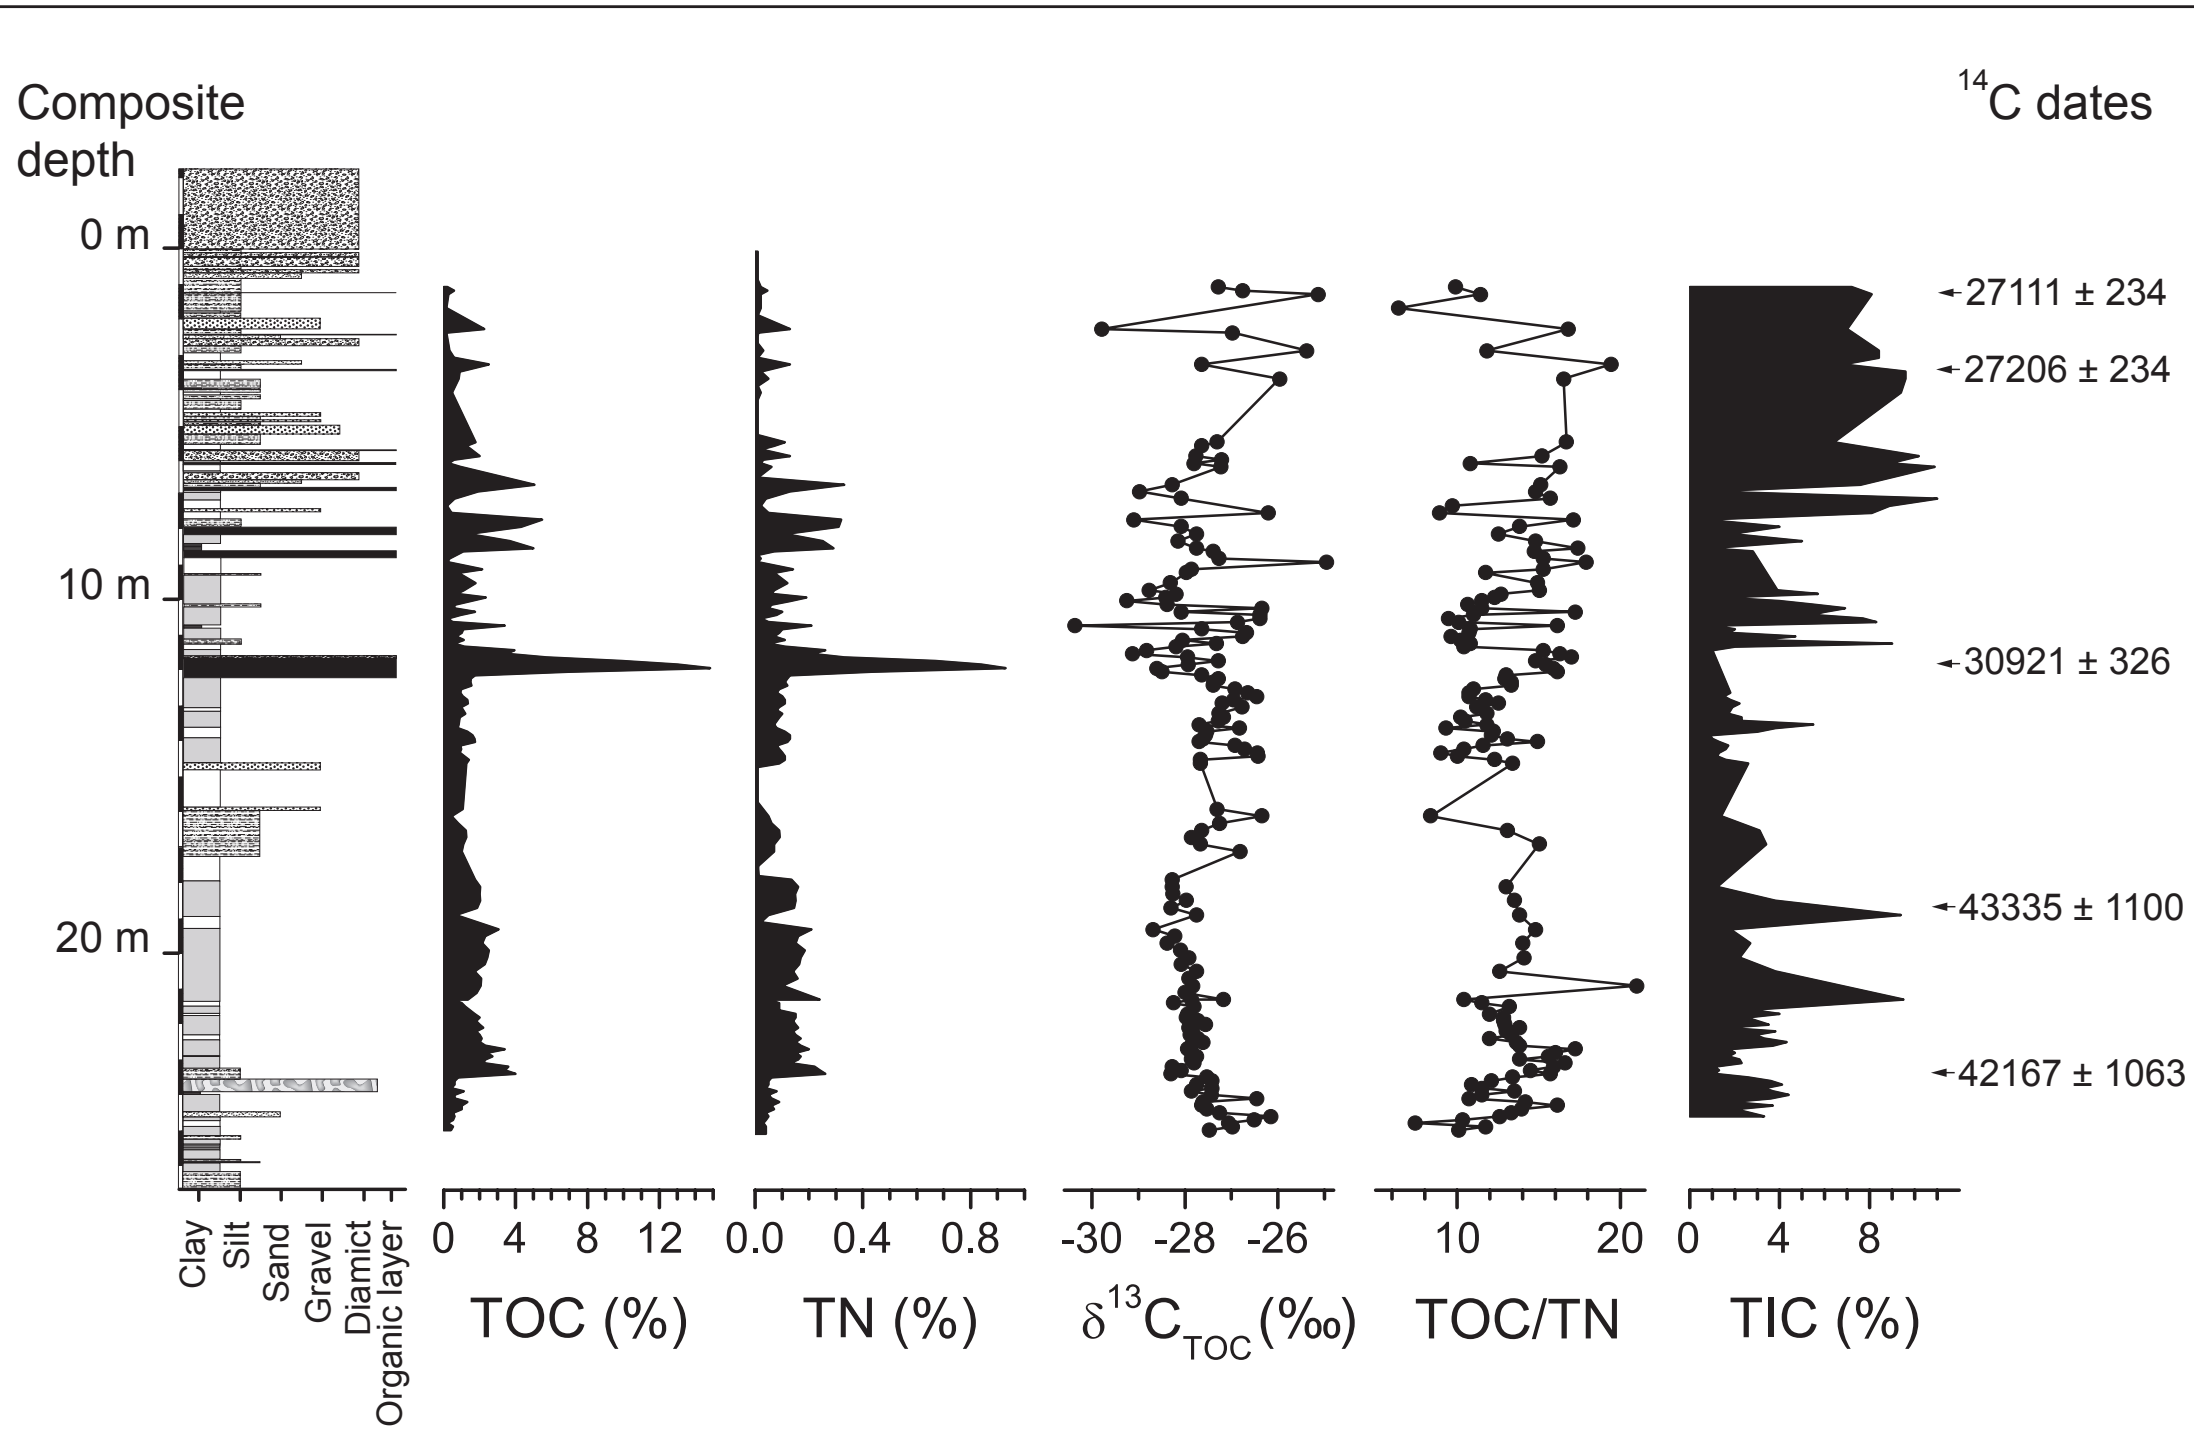 Composite
depth
¹⁴C dates
0 m
10 m
20 m
27111 ± 234
27206 ± 234
30921 ± 326
43335 ± 1100
42167 ± 1063
Clay
Silt
Sand
Gravel
Diamict
Organic layer
0 4 8 12
0.0 0.4 0.8
-30 -28 -26
10 20
0 4 8
TOC (%)
TN (%)
δ¹³C_TOC (‰)
TOC/TN
TIC (%)